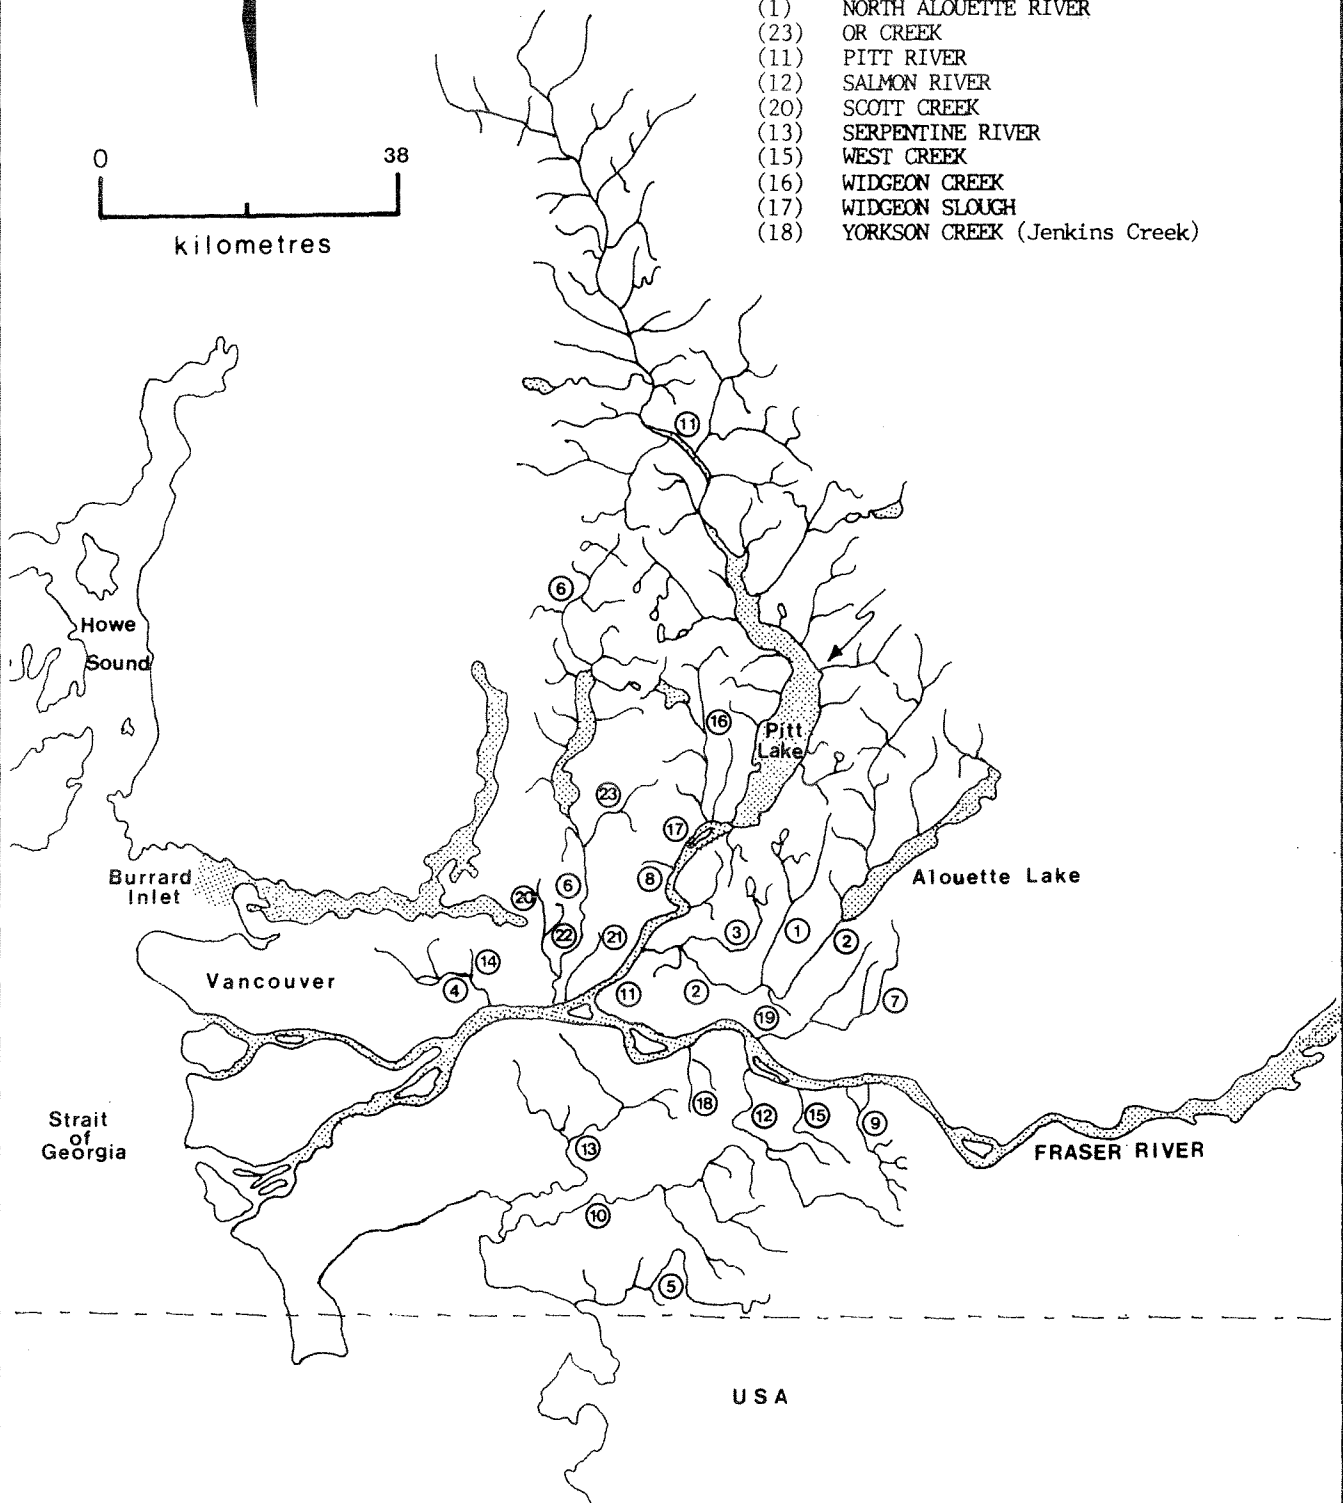 (1) NORTH ALOUETTE RIVER
(23) OR CREEK
(11) PITT RIVER
(12) SALMON RIVER
(20) SCOTT CREEK
(13) SERPENTINE RIVER
(15) WEST CREEK
(16) WIDGEON CREEK
(17) WIDGEON SLOUGH
(18) YORKSON CREEK (Jenkins Creek)
0 38
kilometres
11
6
Howe
Sound
16
Pitt
Lake
23
17
Burrard
Inlet
8
Alouette Lake
20
6
22
21
3
1
2
14
Vancouver
4
11
2
7
19
Strait
of
Georgia
18
12
15
9
13
FRASER RIVER
10
5
USA